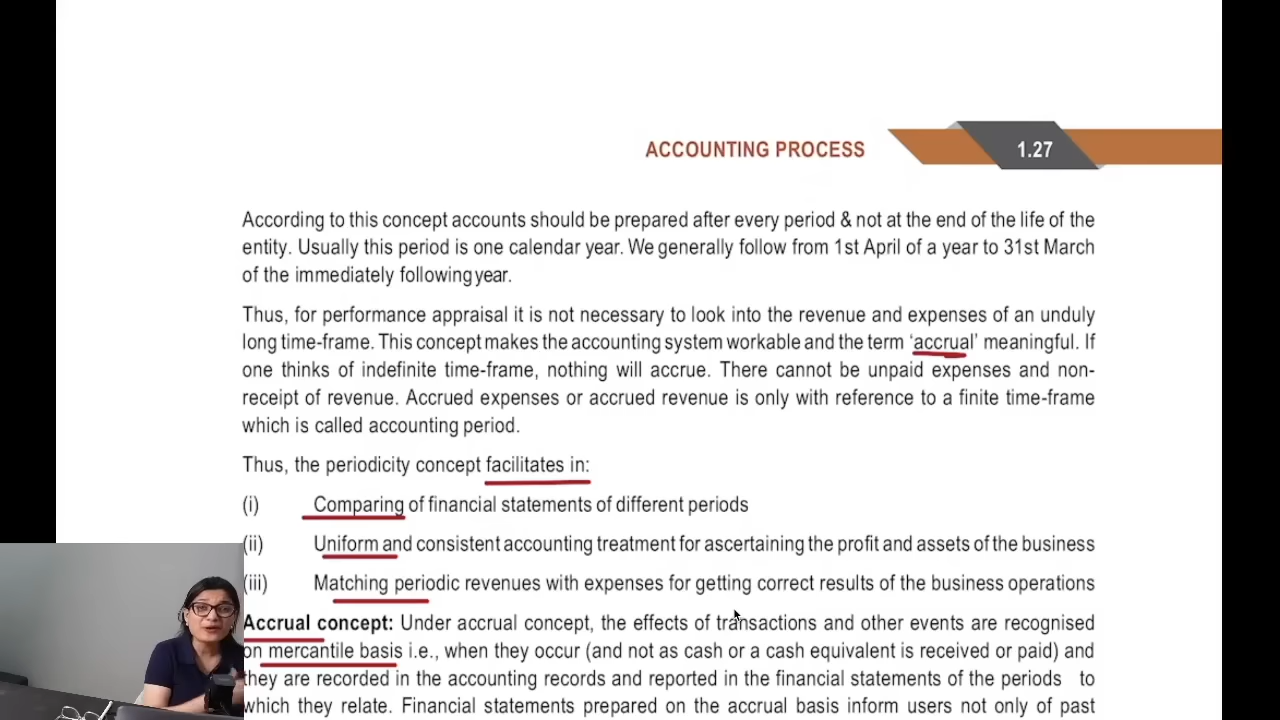 ACCOUNTING PROCESS
1.27
According to this concept accounts should be prepared after every period & not at the end of the life of the
entity. Usually this period is one calendar year. We generally follow from 1st April of a year to 31st March
of the immediately following year.
Thus, for performance appraisal it is not necessary to look into the revenue and expenses of an unduly
long time-frame. This concept makes the accounting system workable and the term ‘accrual’ meaningful. If
one thinks of indefinite time-frame, nothing will accrue. There cannot be unpaid expenses and non-
receipt of revenue. Accrued expenses or accrued revenue is only with reference to a finite time-frame
which is called accounting period.
Thus, the periodicity concept facilitates in:
(i) Comparing of financial statements of different periods
(ii) Uniform and consistent accounting treatment for ascertaining the profit and assets of the business
(iii) Matching periodic revenues with expenses for getting correct results of the business operations
Accrual concept: Under accrual concept, the effects of transactions and other events are recognised
on mercantile basis i.e., when they occur (and not as cash or a cash equivalent is received or paid) and
they are recorded in the accounting records and reported in the financial statements of the periods to
which they relate. Financial statements prepared on the accrual basis inform users not only of past